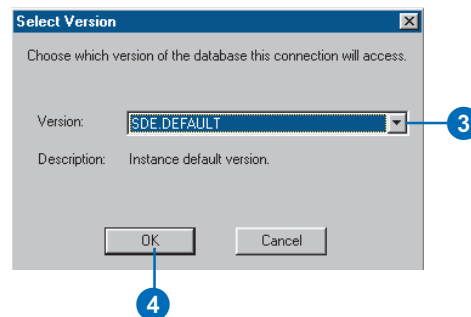 Select Version
Choose which version of the database this connection will access.
Version: SDE.DEFAULT
3
Description: Instance default version.
OK Cancel
4